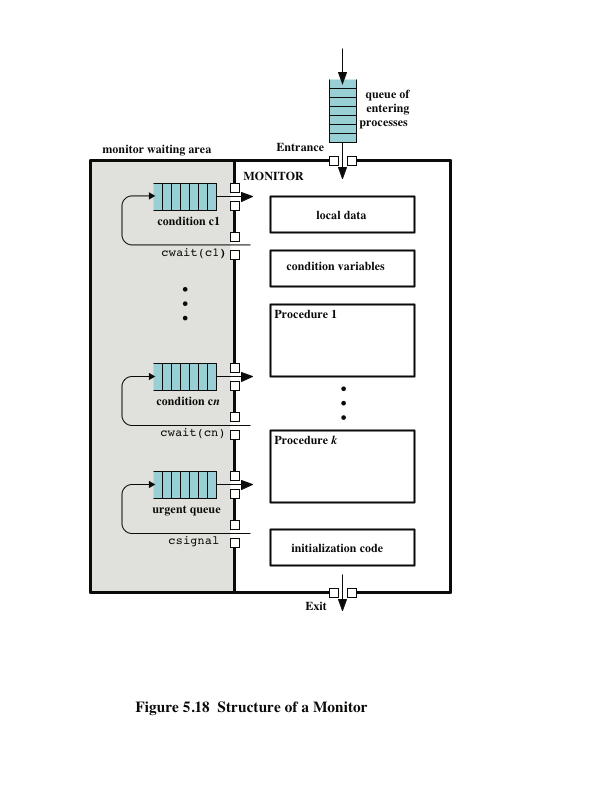 queue of
entering
processes
Entrance
monitor waiting area
MONITOR
local data
condition c1
cwait(c1)
condition variables
Procedure 1
condition cn
cwait(cn)
Procedure k
urgent queue
csignal
initialization code
Exit
Figure 5.18 Structure of a Monitor